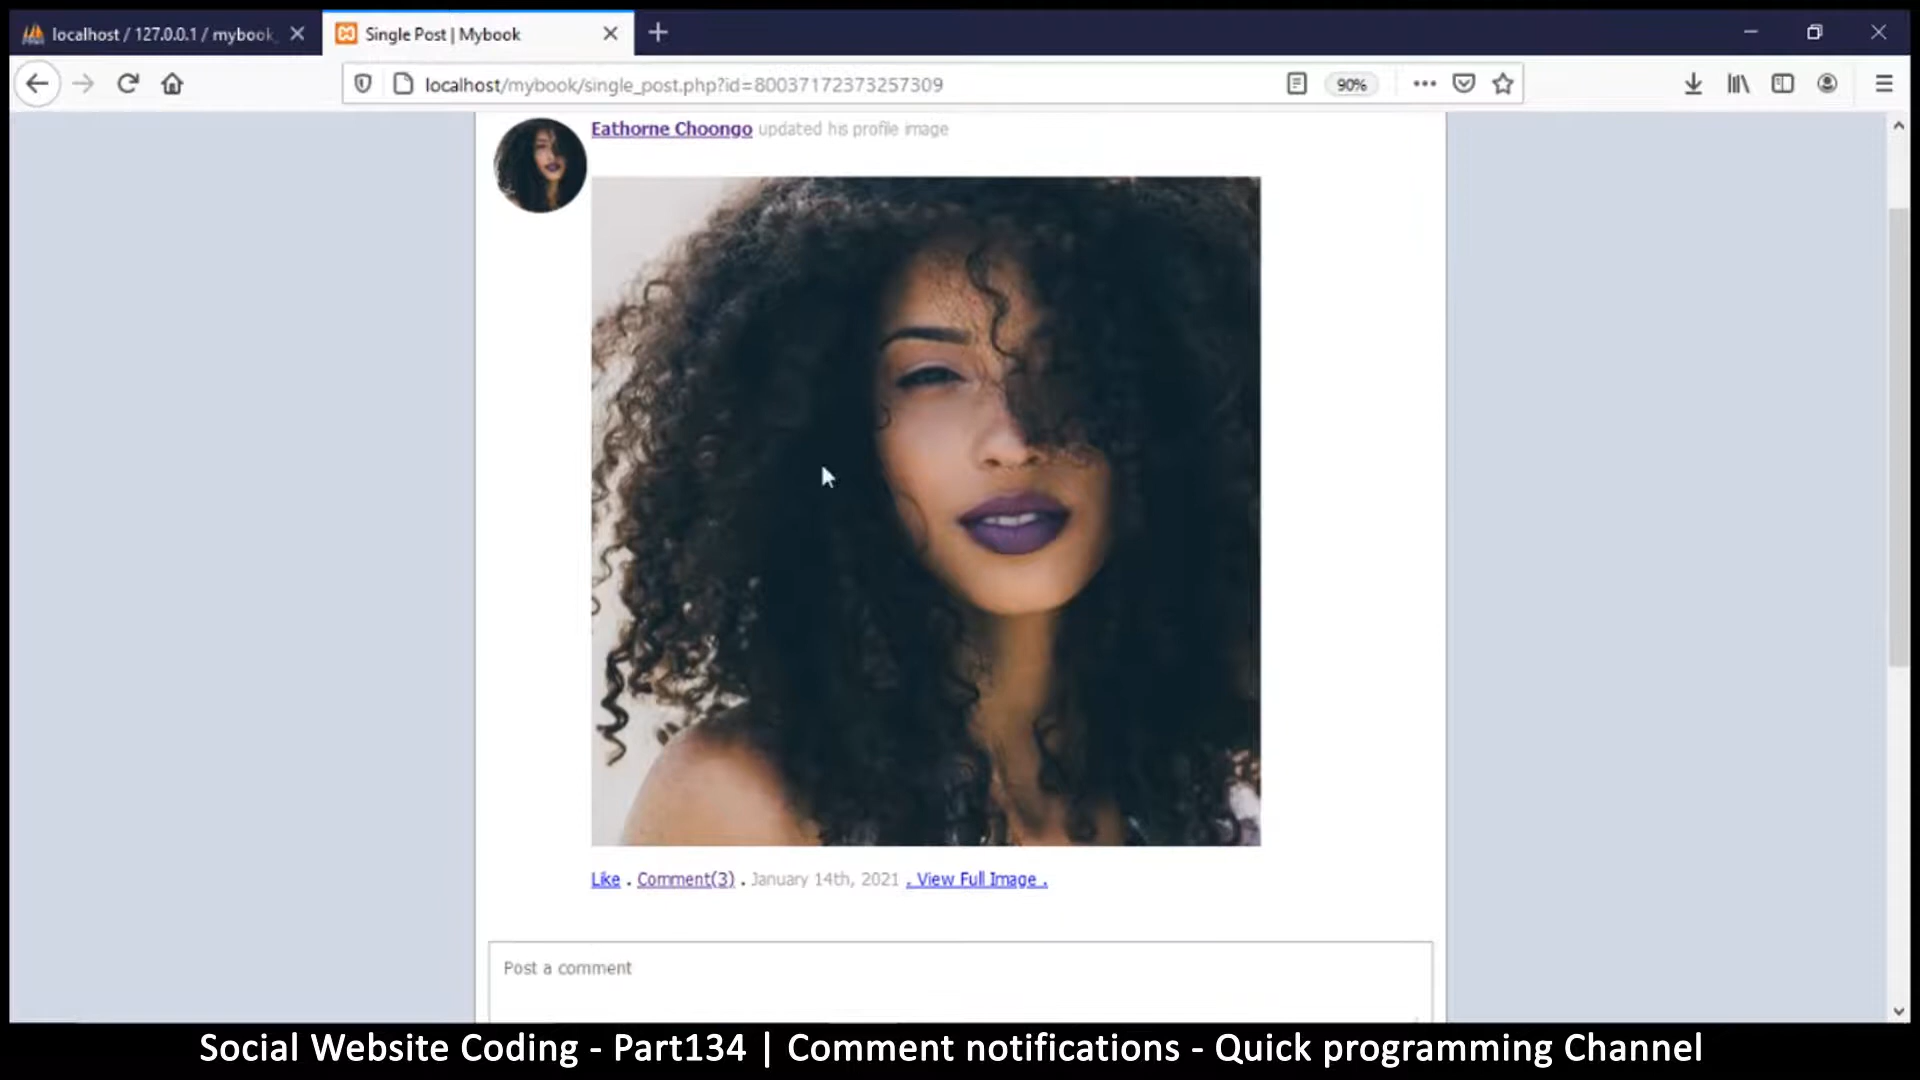 localhost / 127.0.0.1 / mybook_
Single Post | Mybook
localhost/mybook/single_post.php?id=80037172373257309
90%
Eathorne Choongo updated his profile image
Like . Comment(3) . January 14th, 2021 . View Full Image .
Post a comment
Social Website Coding - Part134 | Comment notifications - Quick programming Channel